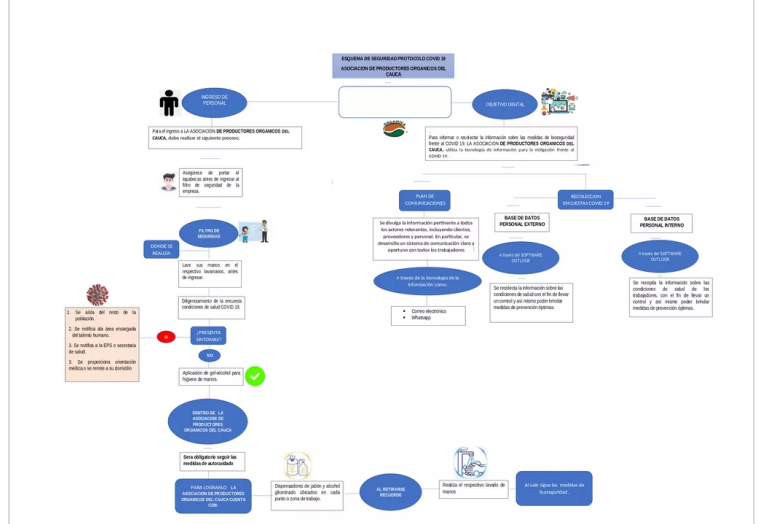 ESQUEMA DE SEGURIDAD PROTOCOLO COVID 19
ASOCIACION DE PRODUCTORES ORGANICOS DEL
CAUCA
INGRESO DE
PERSONAL
OBJETIVO DIGITAL
Para el ingreso a LA ASOCIACION DE PRODUCTORES ORGANICOS DEL
CAUCA, debe realizar el siguiente proceso.
Para informar o recolectar la información sobre las medidas de bioseguridad
frente al COVID 19, LA ASOCIACION DE PRODUCTORES ORGANICOS DEL
CAUCA, utiliza la tecnología de información para la mitigación frente al
COVID 19.
Asegúrese de portar el
tapabocas antes de ingresar al
filtro de seguridad de la
empresa.
PLAN DE
COMUNICACIONES
RECOLECCION
ENCUESTAS COVID 19
BASE DE DATOS
PERSONAL EXTERNO
BASE DE DATOS
PERSONAL INTERNO
FILTRO DE
SEGURIDAD
DONDE SE
REALIZA
Se divulga la información pertinente a todos
los actores relevantes, incluyendo clientes,
proveedores y personal. En particular, se
desarrolla un sistema de comunicación claro y
oportuno con todos los trabajadores
A través del SOFTWARE
OUTLOOK
A través del SOFTWARE
OUTLOOK
Lave sus manos en el
respectivo lavamanos, antes
de ingresar.
A través de la tecnología de la
información como:
Se recolecta la información sobre las
condiciones de salud con el fin de llevar
un control y así mismo poder brindar
medidas de prevención óptimas.
Se recopila la información sobre las
condiciones de salud de los
trabajadores, con el fin de llevar un
control y así mismo poder brindar
medidas de prevención óptimas.
Diligenciamiento de la encuesta
condiciones de salud COVID 19.
• Correo electrónico
• Whatsapp
1. Se aísla del resto de la
población.
2. Se notifica ala área encargada
del talento humano.
3. Se notifica a la EPS o secretaria
de salud.
3. Se proporciona orientación
médica o se remite a su domicilio
SI
¿PRESENTA
SINTOMAS?
NO
Aplicación de gel-alcohol para
higiene de manos.
DENTRO DE LA
ASOCIACION DE
PRODUCTORES
ORGANICOS DEL CAUCA
Sera obligatorio seguir las
medidas de autocuidado
PARA LOGRARLO LA
ASOCIACION DE PRODUCTORES
ORGANICOS DEL CAUCA CUENTA
CON:
Dispensadores de jabón y alcohol
glicerinado ubicados en cada
punto o zona de trabajo.
AL RETIRARSE
RECUERDE
Realiza el respectivo lavado de
manos
Al salir sigue las medidas de
bioseguridad.